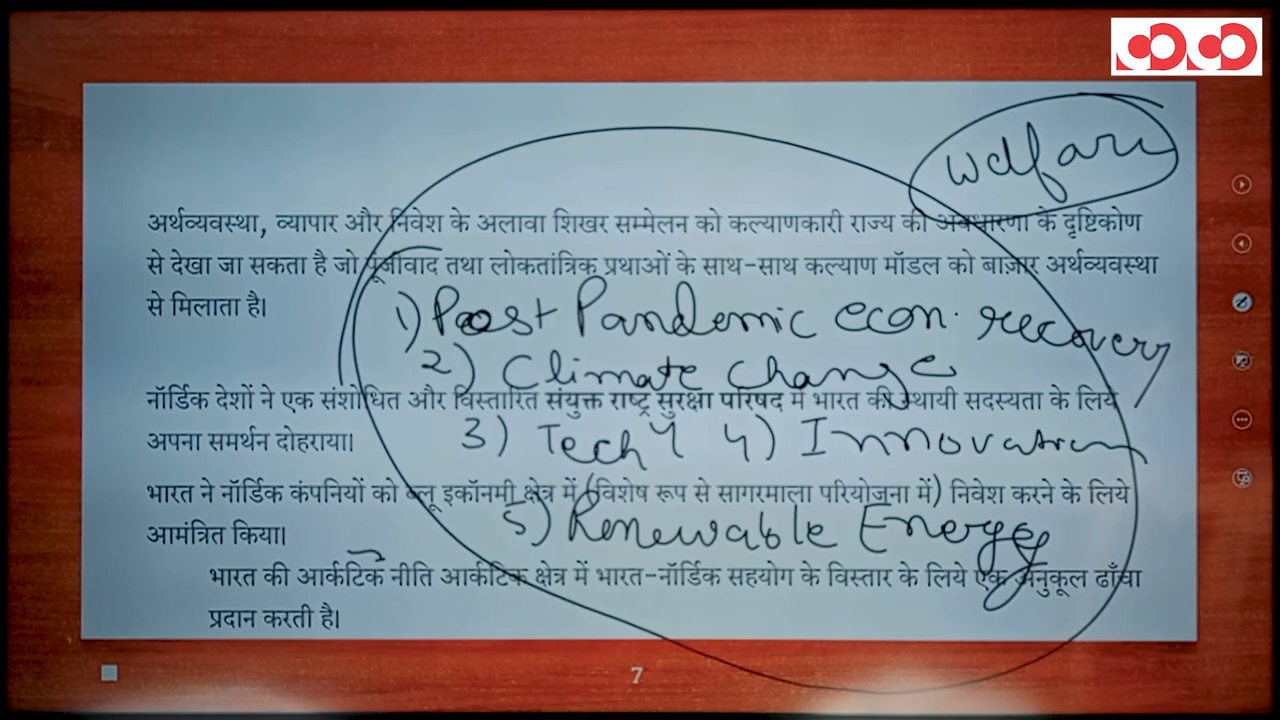 welfare
अर्थव्यवस्था, व्यापार और निवेश के अलावा शिखर सम्मेलन को कल्याणकारी राज्य की अवधारणा के दृष्टिकोण
से देखा जा सकता है जो पूंजीवाद तथा लोकतांत्रिक प्रथाओं के साथ-साथ कल्याण मॉडल को बाज़ार अर्थव्यवस्था
से मिलाता है।
1) Post Pandemic econ. recovery
2) Climate change
नॉर्डिक देशों ने एक संशोधित और विस्तारित संयुक्त राष्ट्र सुरक्षा परिषद में भारत की स्थायी सदस्यता के लिये
अपना समर्थन दोहराया।
3) Techy 4) Innovation
भारत ने नॉर्डिक कंपनियों को ब्लू इकॉनमी क्षेत्र में (विशेष रूप से सागरमाला परियोजना में) निवेश करने के लिये
5) Renewable Energy
आमंत्रित किया।
भारत की आर्कटिक नीति आर्कटिक क्षेत्र में भारत-नॉर्डिक सहयोग के विस्तार के लिये एक अनुकूल ढाँचा
प्रदान करती है।
7